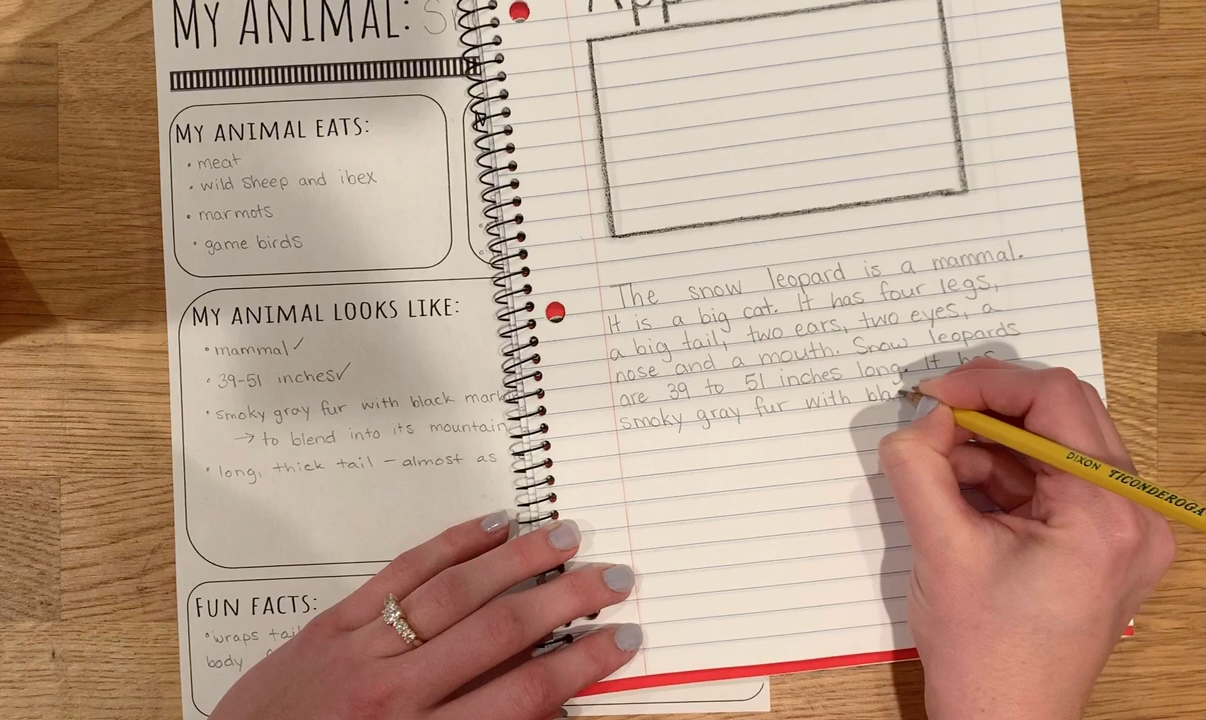 MY ANIMAL:
MY ANIMAL EATS:
• meat
• wild sheep and ibex
• marmots
• game birds
MY ANIMAL LOOKS LIKE:
• mammal ✓
• 39-51 inches ✓
• smoky gray fur with black mark
→ to blend into its mountain
• long, thick tail - almost as
FUN FACTS:
• wraps tail
body
App
The snow leopard is a mammal.
It is a big cat. It has four legs,
a big tail, two ears, two eyes, a
nose and a mouth. Snow leopards
are 39 to 51 inches long. It has
smoky gray fur with bla
DIXON TICONDEROGA